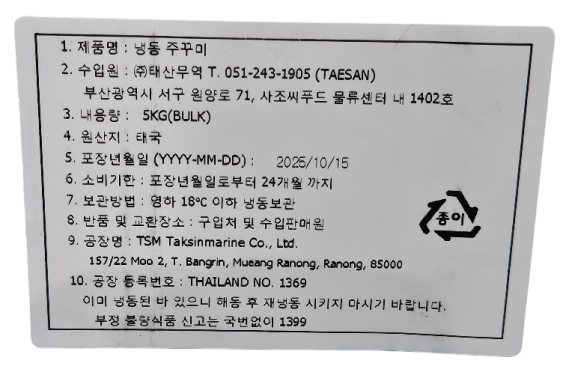 1. 제품명 : 냉동 주꾸미
2. 수입원 : ㈜태산무역 T. 051-243-1905 (TAESAN)
부산광역시 서구 원양로 71, 사조씨푸드 물류센터 내 1402호
3. 내용량 : 5KG(BULK)
4. 원산지 : 태국
5. 포장년월일 (YYYY-MM-DD) : 2025/10/15
6. 소비기한 : 포장년월일로부터 24개월 까지
7. 보관방법 : 영하 18℃ 이하 냉동보관
8. 반품 및 교환장소 : 구입처 및 수입판매원
종이
9. 공장명 : TSM Taksinmarine Co., Ltd.
157/22 Moo 2, T. Bangrin, Mueang Ranong, Ranong, 85000
10. 공장 등록번호 : THAILAND NO. 1369
이미 냉동된 바 있으니 해동 후 재냉동 시키지 마시기 바랍니다.
부정 불량식품 신고는 국번없이 1399